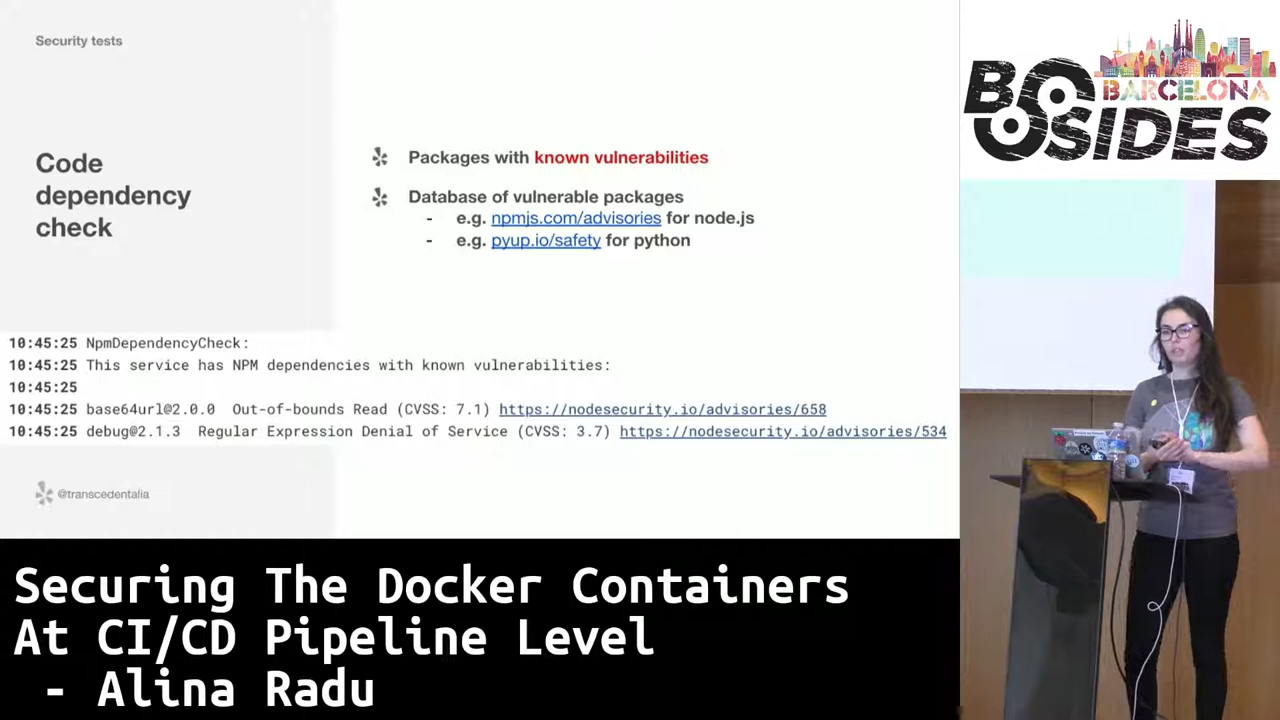 Security tests
Code
dependency
check
Packages with known vulnerabilities
Database of vulnerable packages
- e.g. npmjs.com/advisories for node.js
- e.g. pyup.io/safety for python
10:45:25 NpmDependencyCheck:
10:45:25 This service has NPM dependencies with known vulnerabilities:
10:45:25
10:45:25 base64url@2.0.0 Out-of-bounds Read (CVSS: 7.1) https://nodesecurity.io/advisories/658
10:45:25 debug@2.1.3 Regular Expression Denial of Service (CVSS: 3.7) https://nodesecurity.io/advisories/534
@transcedentalia
BSIDES
BARCELONA
Securing The Docker Containers
At CI/CD Pipeline Level
- Alina Radu